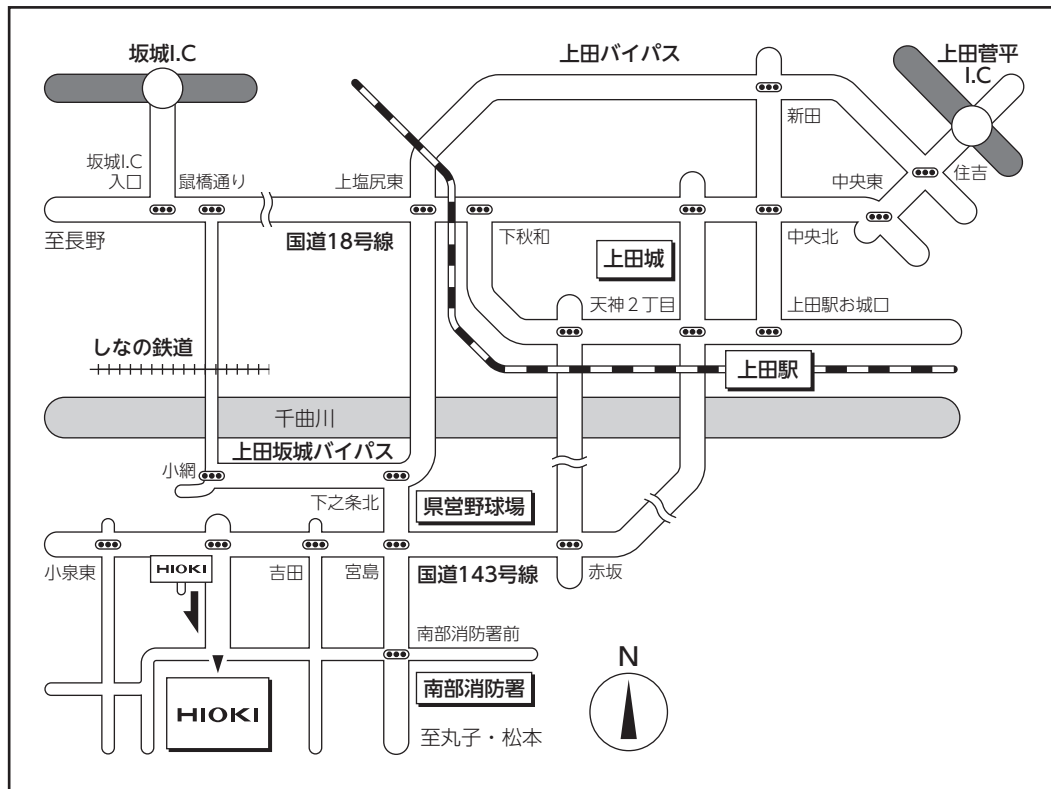 坂城I.C
上田バイパス
上田菅平
I.C
新田
坂城I.C
入口
鼠橋通り
上塩尻東
中央東
住吉
至長野
国道18号線
下秋和
上田城
中央北
天神2丁目
上田駅お城口
しなの鉄道
上田駅
千曲川
上田坂城バイパス
小網
下之条北
県営野球場
小泉東
HIOKI
吉田
宮島
国道143号線
赤坂
南部消防署前
N
HIOKI
南部消防署
至丸子・松本